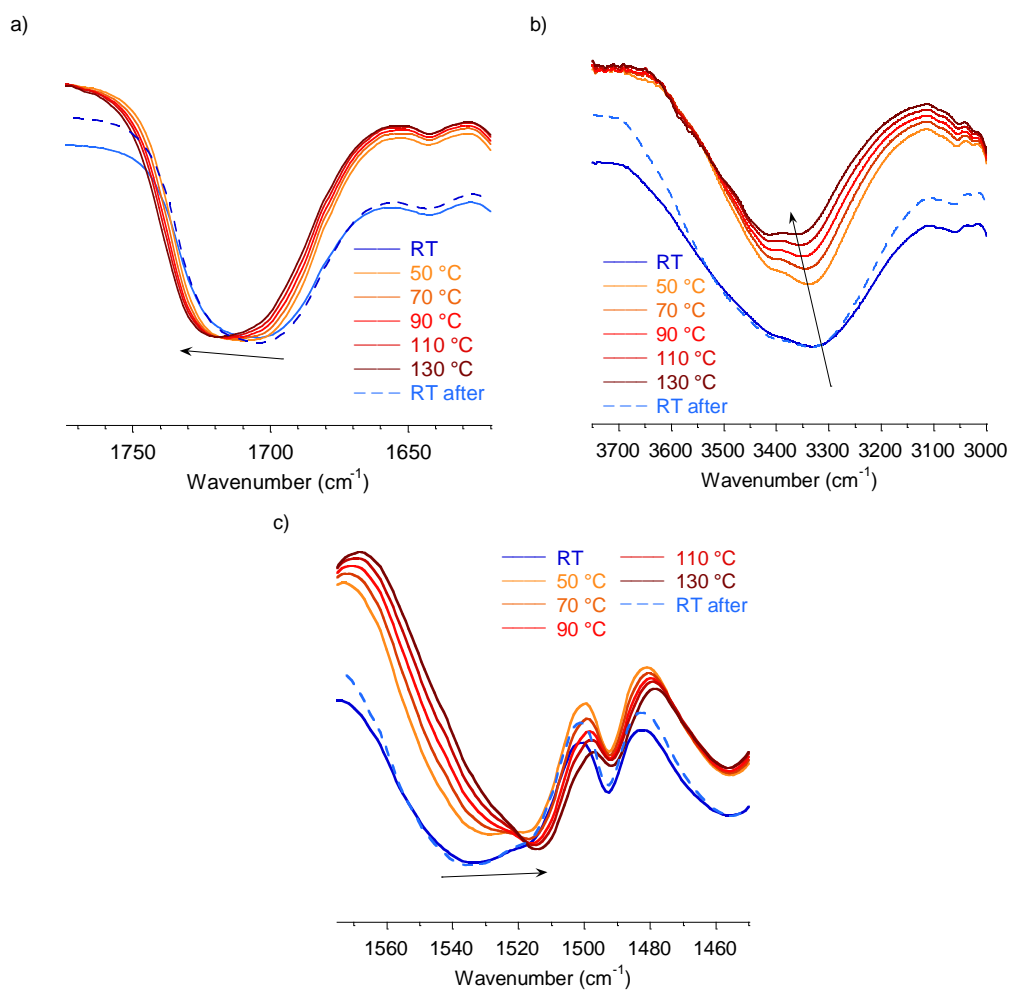 a)
RT
50 °C
70 °C
90 °C
110 °C
130 °C
RT after
1750 1700 1650
Wavenumber (cm-1)
b)
RT
50 °C
70 °C
90 °C
110 °C
130 °C
RT after
3700 3600 3500 3400 3300 3200 3100 3000
Wavenumber (cm-1)
c)
RT 110 °C
50 °C 130 °C
70 °C RT after
90 °C
1560 1540 1520 1500 1480 1460
Wavenumber (cm-1)